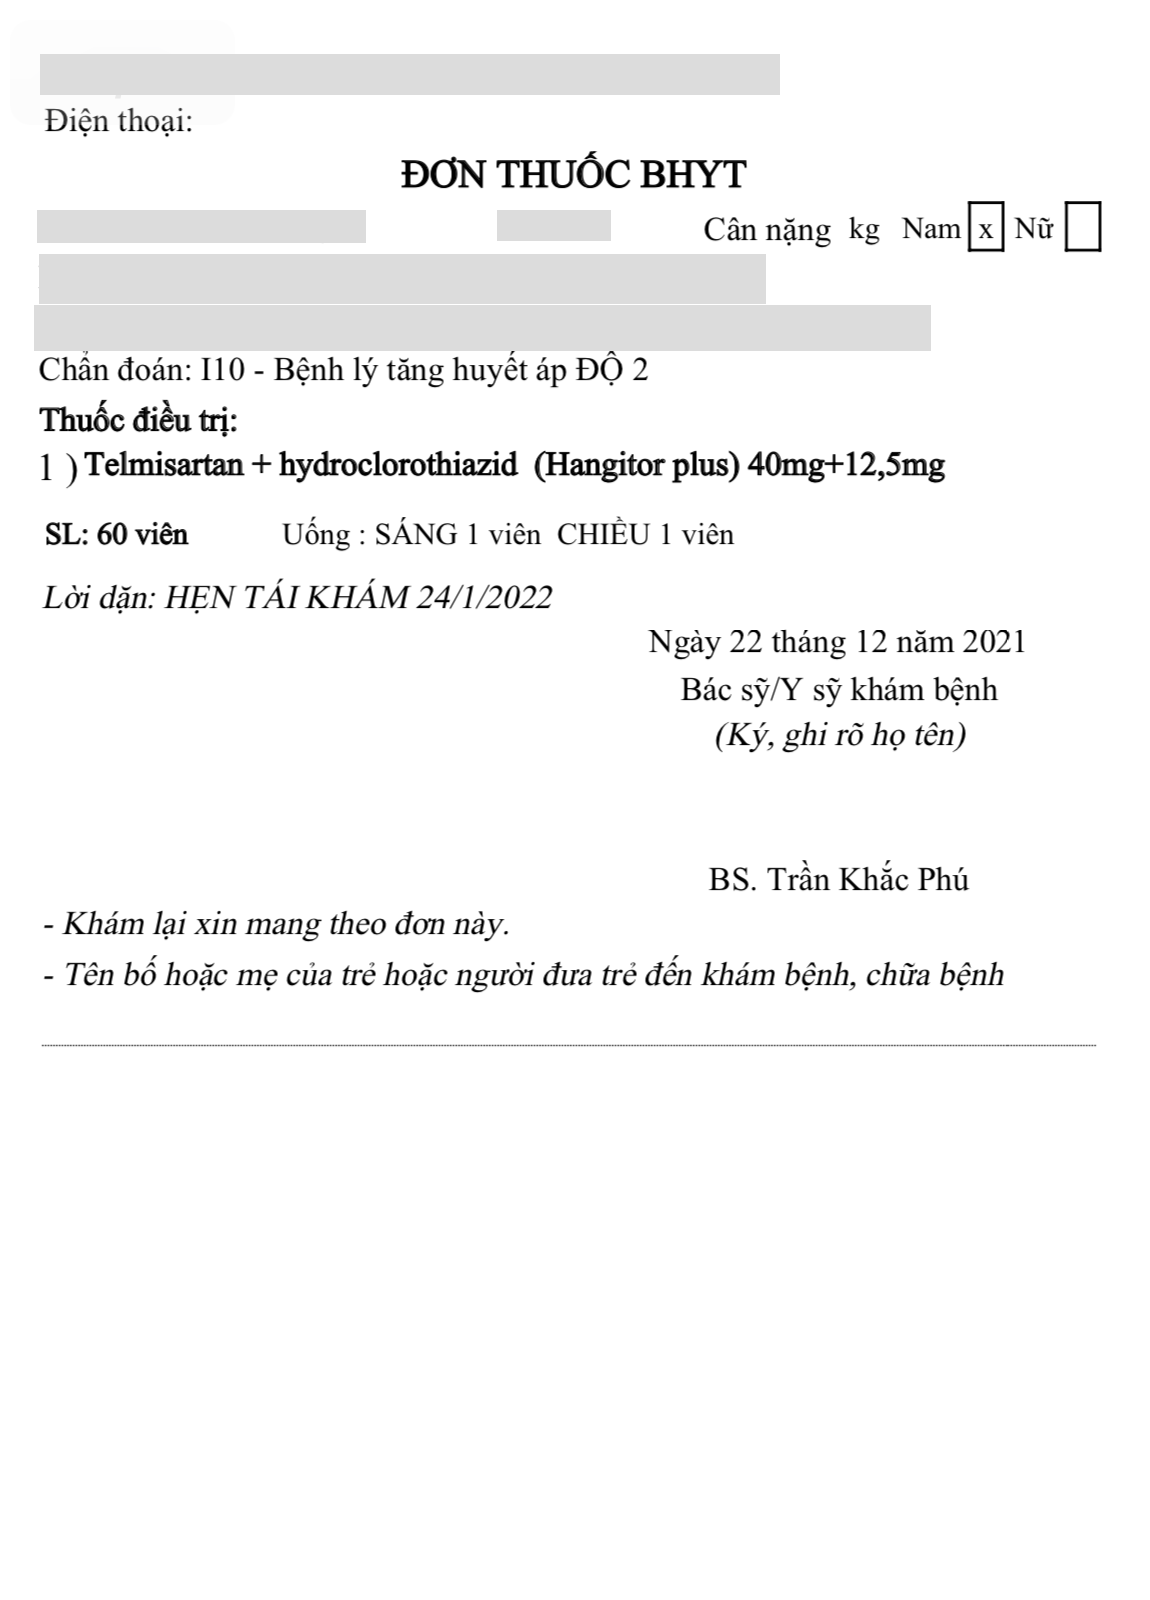 Điện thoại:
ĐƠN THUỐC BHYT
Cân nặng kg Nam x Nữ
Chẩn đoán: I10 - Bệnh lý tăng huyết áp ĐỘ 2
Thuốc điều trị:
1 ) Telmisartan + hydroclorothiazid (Hangitor plus) 40mg+12,5mg
SL: 60 viên Uống : SÁNG 1 viên CHIỀU 1 viên
Lời dặn: HẸN TÁI KHÁM 24/1/2022
Ngày 22 tháng 12 năm 2021
Bác sỹ/Y sỹ khám bệnh
(Ký, ghi rõ họ tên)
BS. Trần Khắc Phú
- Khám lại xin mang theo đơn này.
- Tên bố hoặc mẹ của trẻ hoặc người đưa trẻ đến khám bệnh, chữa bệnh